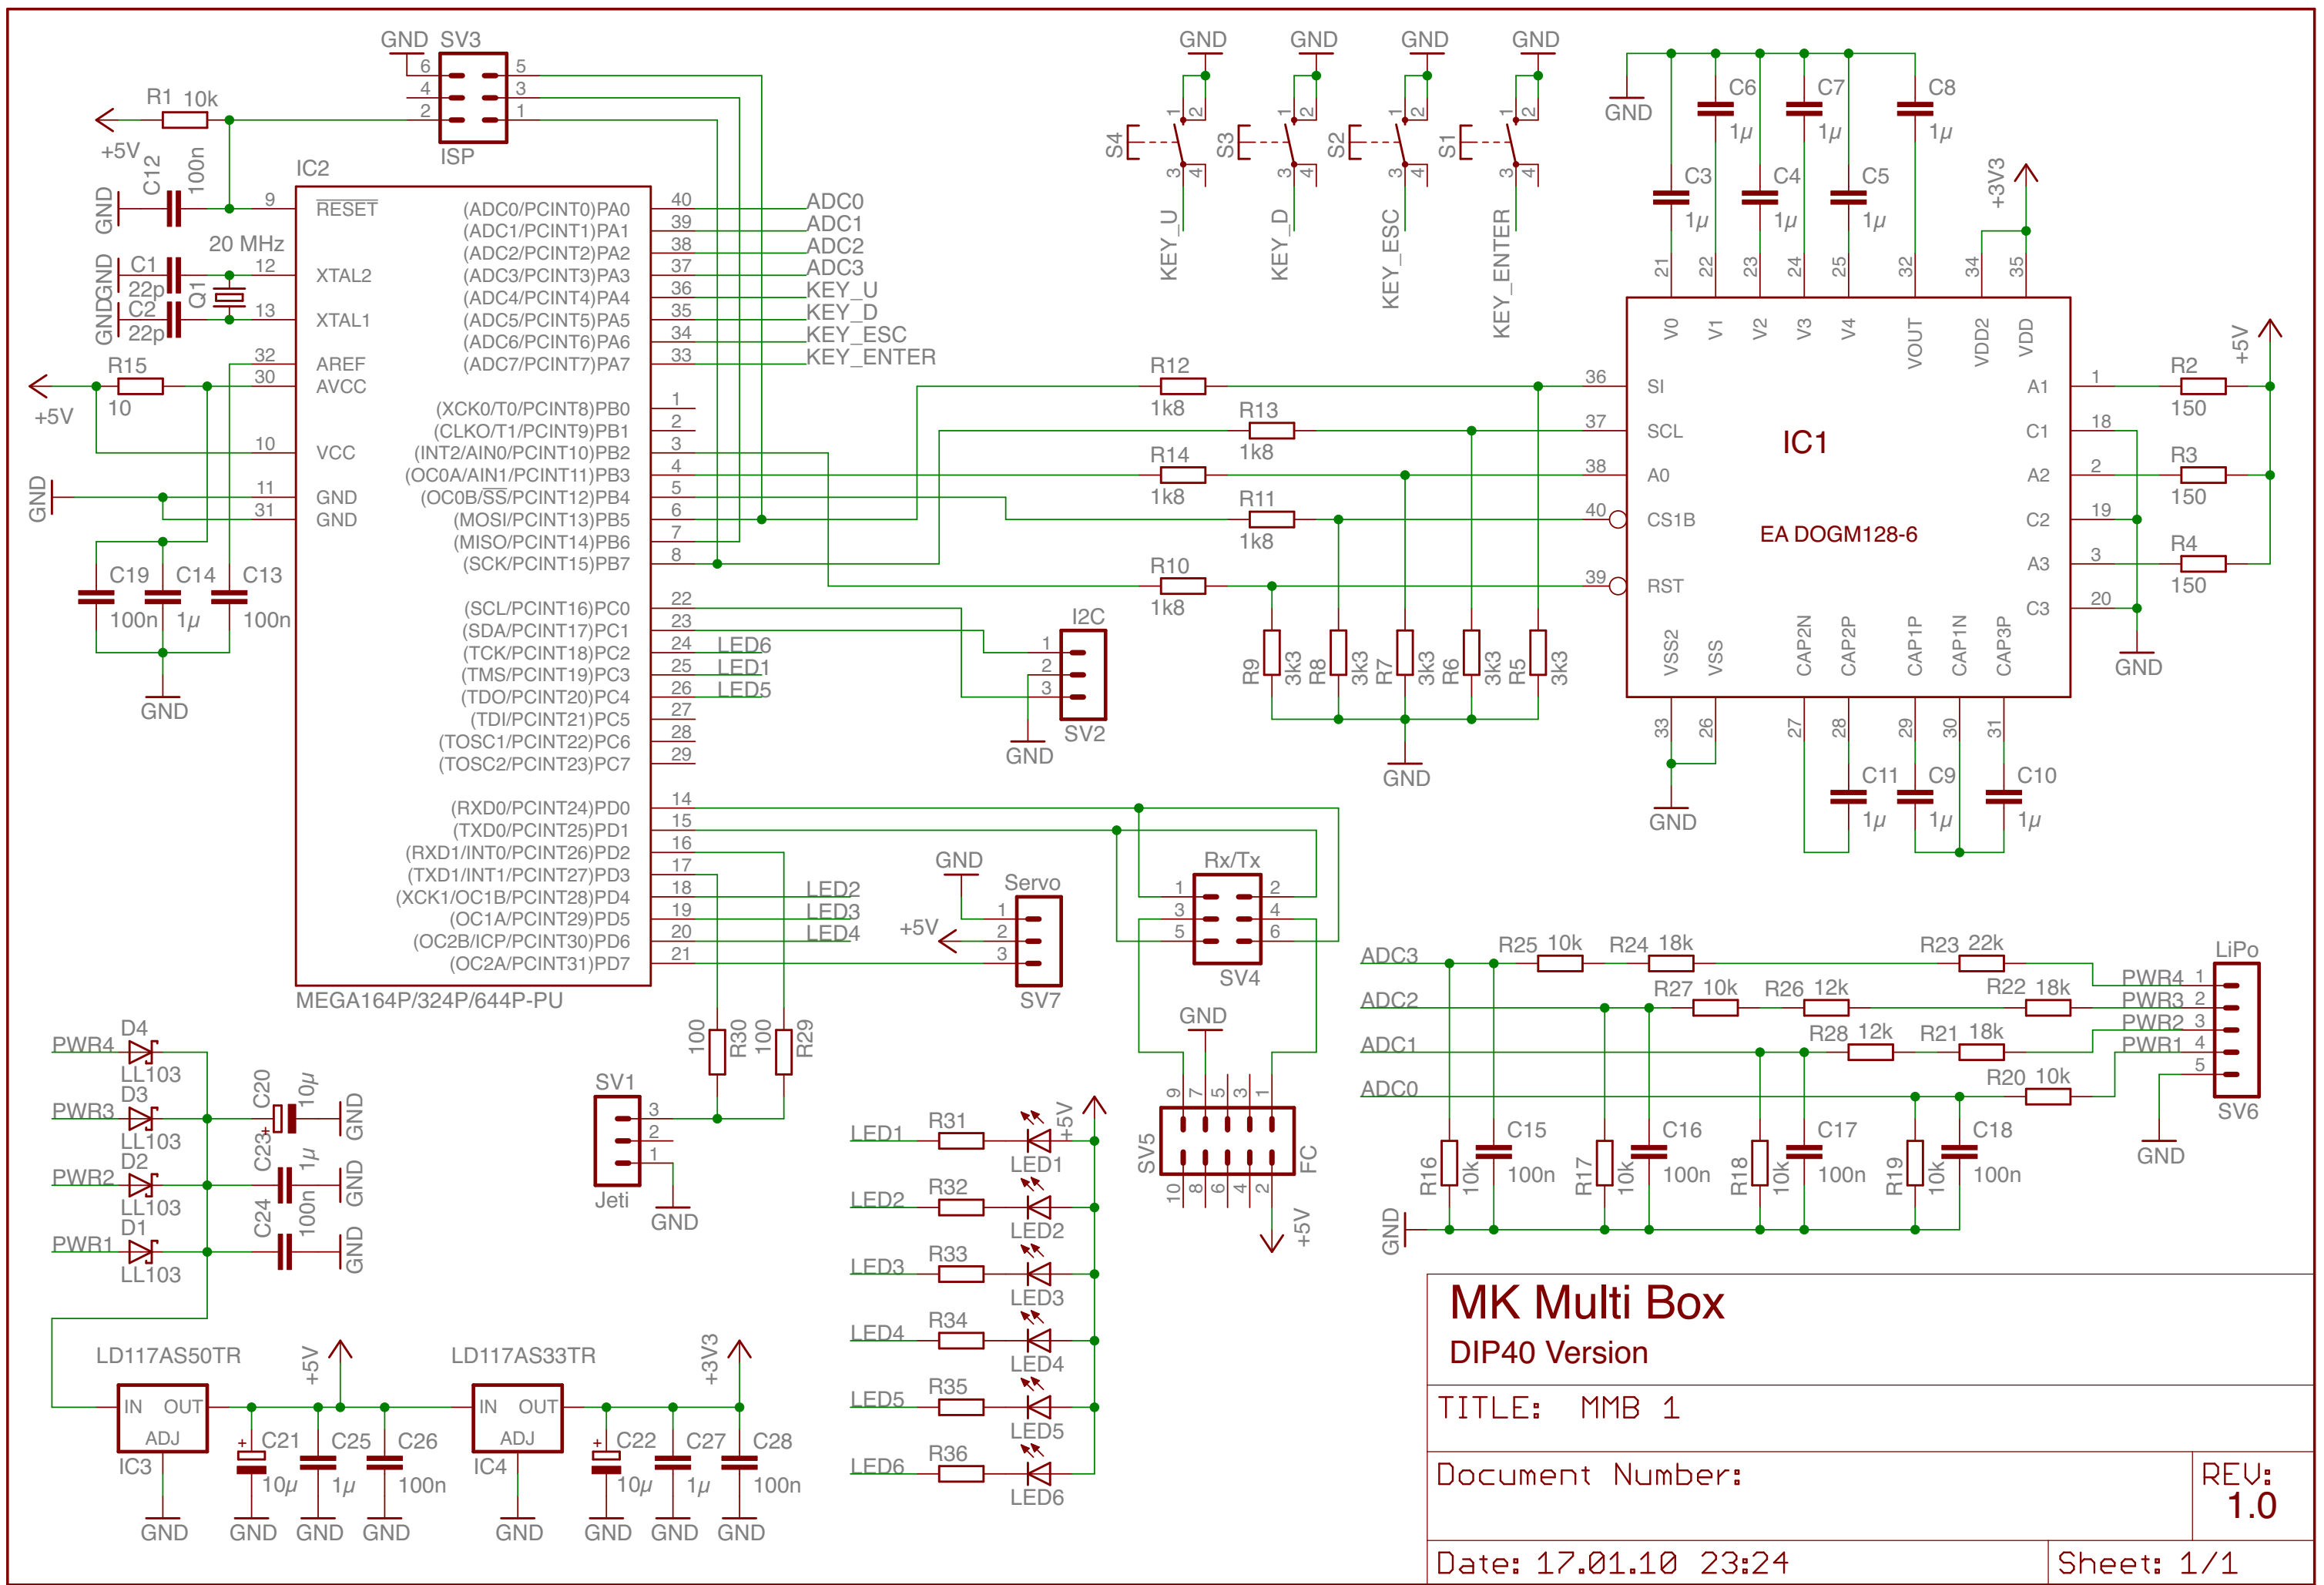 GND SV3
6 5
4 3
2 1
ISP
R1 10k
+5V
C12
100n
GND
IC2
20 MHz
C1
22p
GND
C2
22p
GND
Q1
R15
10
+5V
GND
9 RESET
12 XTAL2
13 XTAL1
32 AREF
30 AVCC
10 VCC
11 GND
31 GND
(ADC0/PCINT0)PA0 40 ADC0
(ADC1/PCINT1)PA1 39 ADC1
(ADC2/PCINT2)PA2 38 ADC2
(ADC3/PCINT3)PA3 37 ADC3
(ADC4/PCINT4)PA4 36 KEY_U
(ADC5/PCINT5)PA5 35 KEY_D
(ADC6/PCINT6)PA6 34 KEY_ESC
(ADC7/PCINT7)PA7 33 KEY_ENTER
(XCK0/T0/PCINT8)PB0 1
(CLKO/T1/PCINT9)PB1 2
(INT2/AIN0/PCINT10)PB2 3
(OC0A/AIN1/PCINT11)PB3 4
(OC0B/SS/PCINT12)PB4 5
(MOSI/PCINT13)PB5 6
(MISO/PCINT14)PB6 7
(SCK/PCINT15)PB7 8
(SCL/PCINT16)PC0 22
(SDA/PCINT17)PC1 23
(TCK/PCINT18)PC2 24 LED6
(TMS/PCINT19)PC3 25 LED1
(TDO/PCINT20)PC4 26 LED5
(TDI/PCINT21)PC5 27
(TOSC1/PCINT22)PC6 28
(TOSC2/PCINT23)PC7 29
(RXD0/PCINT24)PD0 14
(TXD0/PCINT25)PD1 15
(RXD1/INT0/PCINT26)PD2 16
(TXD1/INT1/PCINT27)PD3 17
(XCK1/OC1B/PCINT28)PD4 18 LED2
(OC1A/PCINT29)PD5 19 LED3
(OC2B/ICP/PCINT30)PD6 20 LED4
(OC2A/PCINT31)PD7 21
MEGA164P/324P/644P-PU
C19 C14 C13
100n 1µ 100n
GND
GND GND GND GND
1 2 1 2 1 2 1 2
S4 S3 S2 S1
3 4 3 4 3 4 3 4
KEY_U KEY_D KEY_ESC KEY_ENTER
GND
C6 C7 C8
1µ 1µ 1µ
C3 C4 C5
1µ 1µ 1µ
+3V3
21 22 23 24 25 32 34 35
V0 V1 V2 V3 V4 VOUT VDD2 VDD
R12
1k8
R13
1k8
R14
1k8
R11
1k8
R10
1k8
36 SI
37 SCL
38 A0
40 CS1B
39 RST
IC1
EA DOGM128-6
A1 1
C1 18
A2 2
C2 19
A3 3
C3 20
R2
150
R3
150
R4
150
+5V
GND
VSS2 VSS CAP2N CAP2P CAP1P CAP1N CAP3P
33 26 27 28 29 30 31
GND
C11 C9 C10
1µ 1µ 1µ
R9 3k3 R8 3k3 R7 3k3 R6 3k3 R5 3k3
GND
I2C
1
2
3
SV2
GND
GND
Servo
+5V
1
2
3
SV7
Rx/Tx
1 2
3 4
5 6
SV4
GND
9 7 5 3 1
SV5 FC
10 8 6 4 2
+5V
100 R30 100 R29
SV1
3
2
1
Jeti
GND
PWR4 D4
LL103
PWR3 D3
LL103
PWR2 D2
LL103
PWR1 D1
LL103
C20 10µ GND
+
C23 1µ GND
C24 100n GND
LED1 R31 LED1
LED2 R32 LED2
LED3 R33 LED3
LED4 R34 LED4
LED5 R35 LED5
LED6 R36 LED6
+5V
ADC3 R25 10k R24 18k R23 22k
ADC2 R27 10k R26 12k R22 18k
ADC1 R28 12k R21 18k
ADC0 R20 10k
LiPo
PWR4 1
PWR3 2
PWR2 3
PWR1 4
5
SV6
GND
R16 10k C15 100n
R17 10k C16 100n
R18 10k C17 100n
R19 10k C18 100n
GND
LD117AS50TR
IN OUT
ADJ
IC3
+5V
+ C21 C25 C26
10µ 1µ 100n
LD117AS33TR
IN OUT
ADJ
IC4
+3V3
+ C22 C27 C28
10µ 1µ 100n
GND GND GND GND GND GND GND GND
MK Multi Box
DIP40 Version
TITLE: MMB 1
Document Number:
REV:
1.0
Date: 17.01.10 23:24
Sheet: 1/1